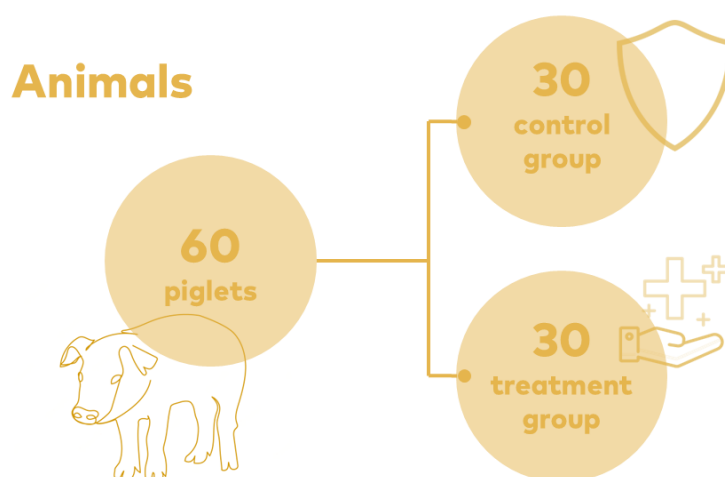 Animals
30
control
group
60
piglets
30
treatment
group